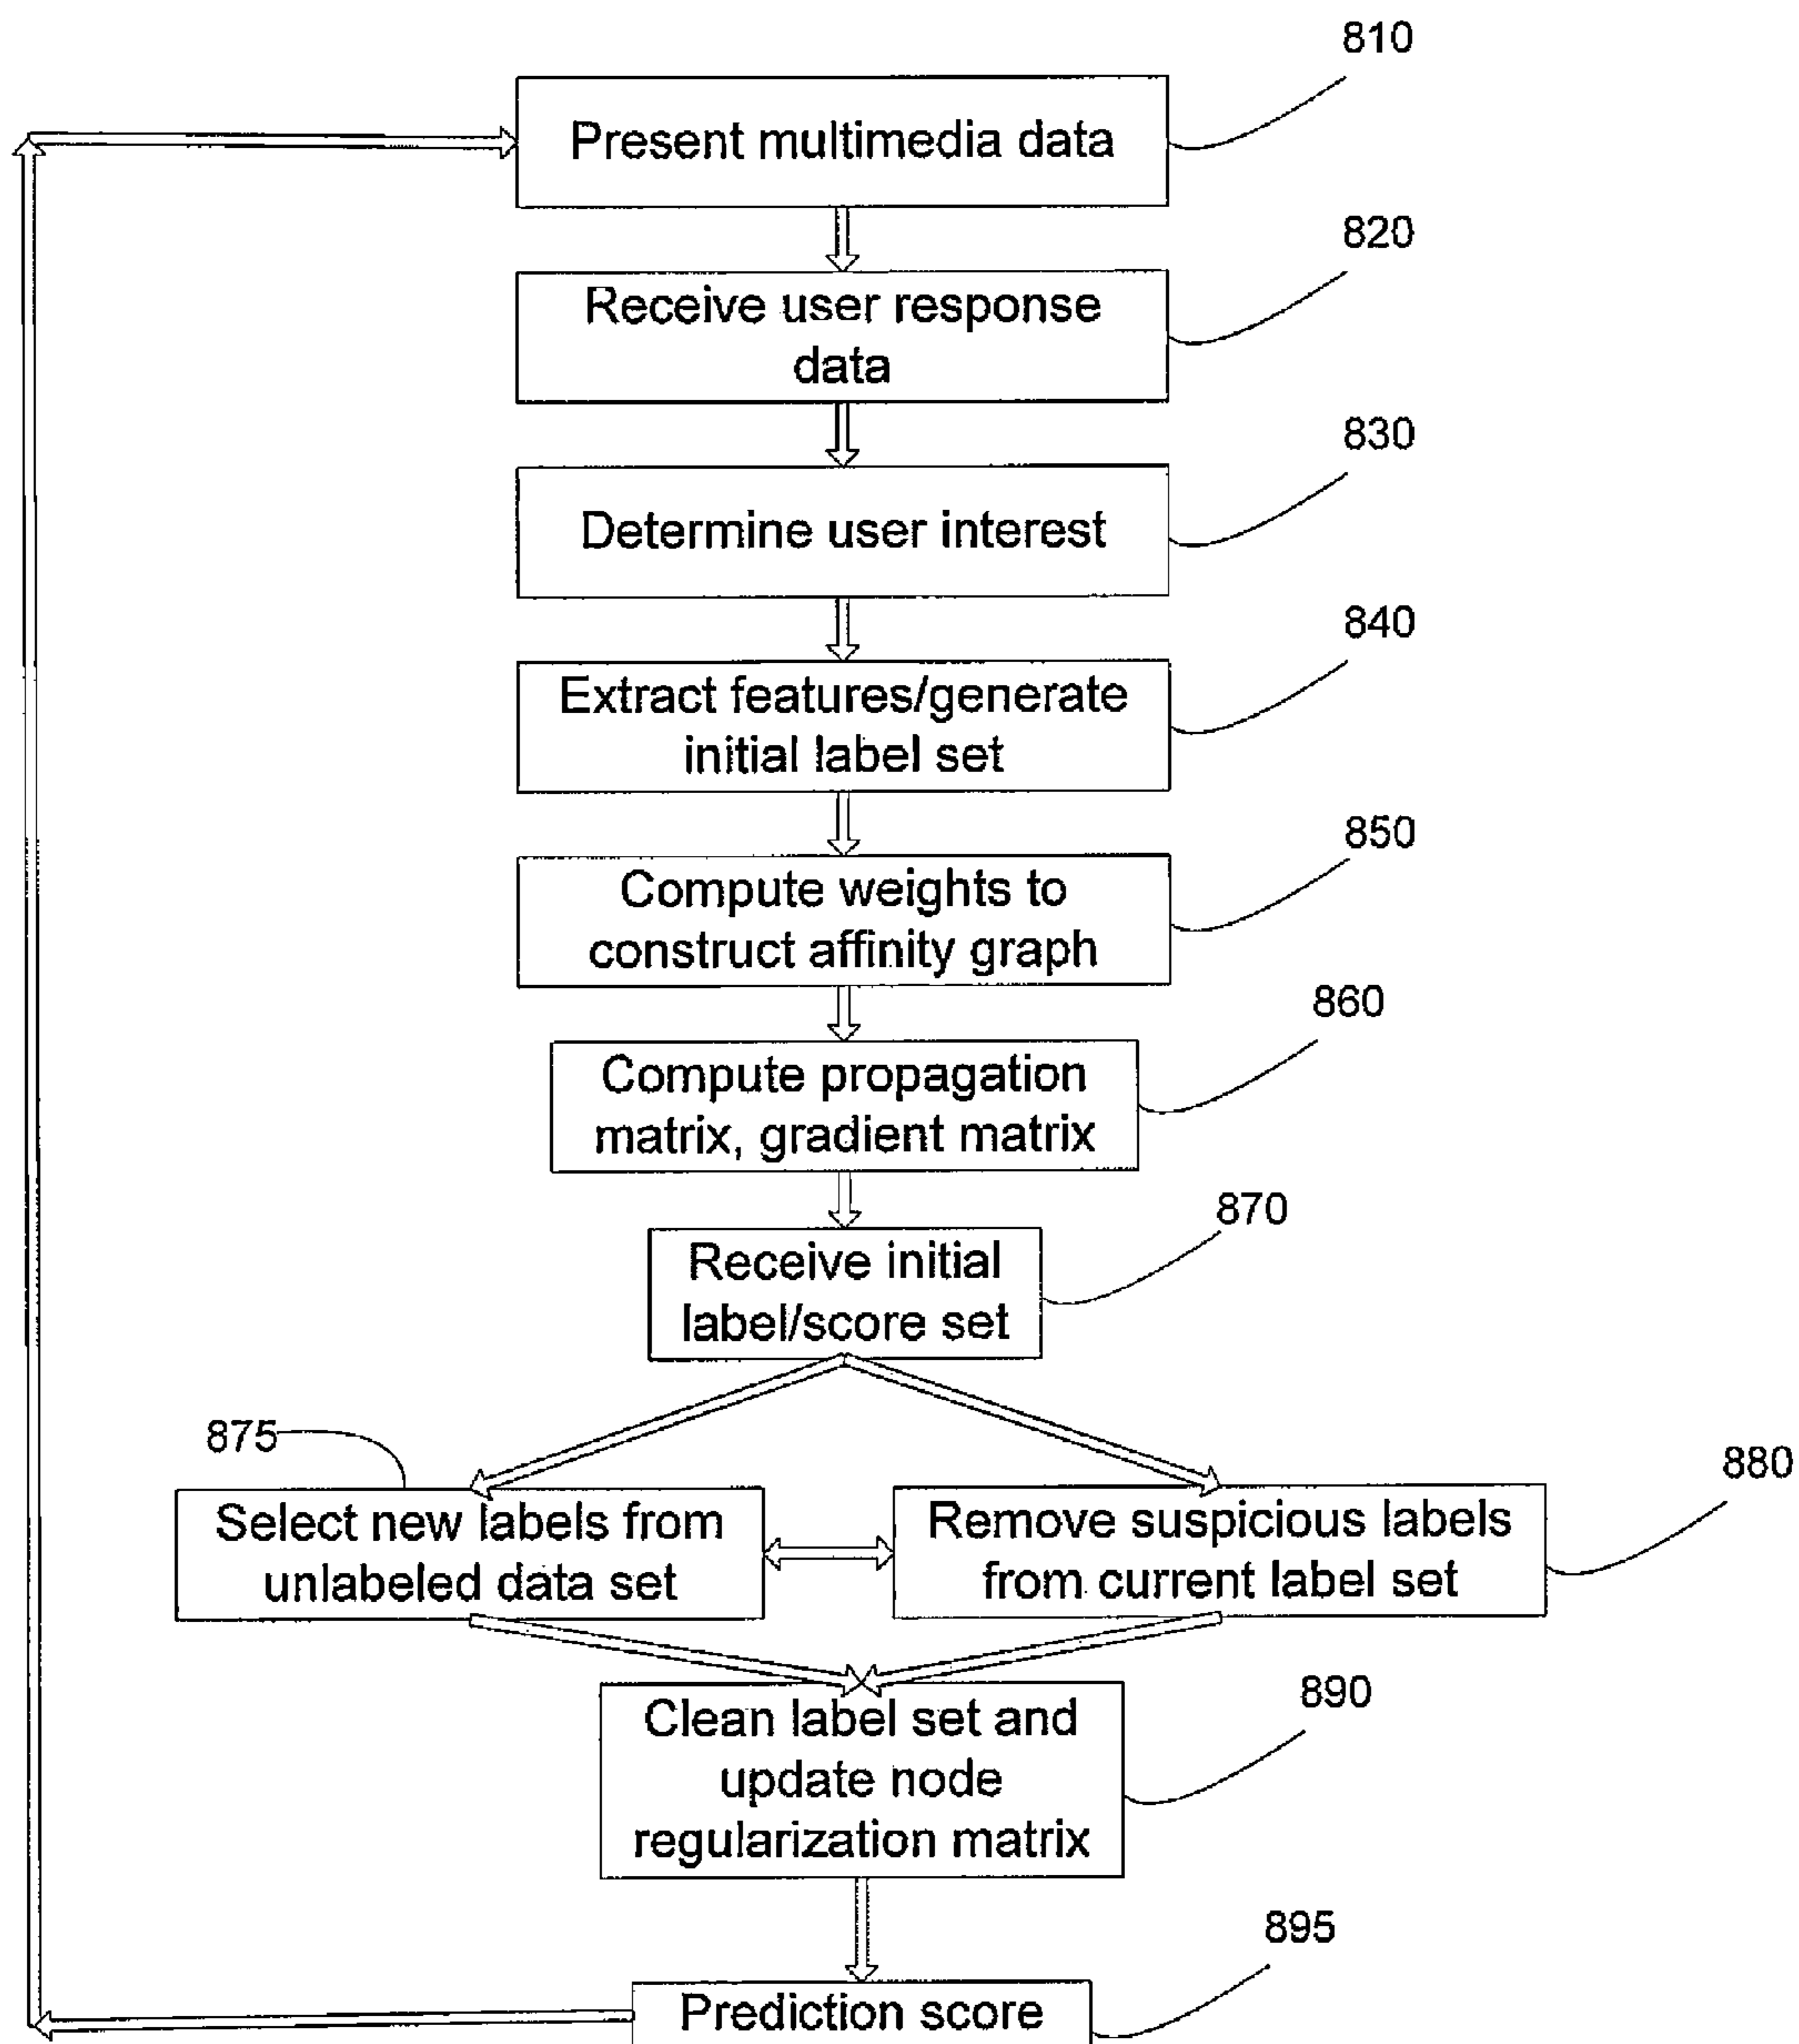 810
Present multimedia data
820
Receive user response
data
830
Determine user interest
840
Extract features/generate
initial label set
850
Compute weights to
construct affinity graph
860
Compute propagation
matrix, gradient matrix
870
Receive initial
label/score set
875
Select new labels from
unlabeled data set
880
Remove suspicious labels
from current label set
890
Clean label set and
update node
regularization matrix
895
Prediction score